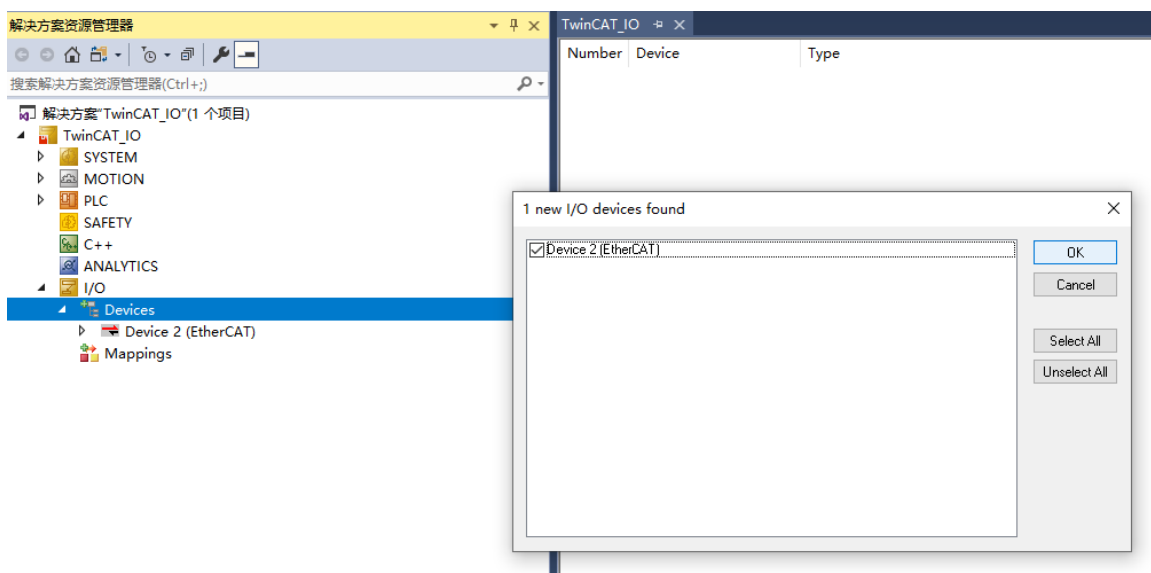 解决方案资源管理器
搜索解决方案资源管理器(Ctrl+;)
解决方案"TwinCAT_IO"(1 个项目)
TwinCAT_IO
SYSTEM
MOTION
PLC
SAFETY
C++
ANALYTICS
I/O
Devices
Device 2 (EtherCAT)
Mappings
TwinCAT_IO
Number Device Type
1 new I/O devices found
Device 2 (EtherCAT)
OK
Cancel
Select All
Unselect All